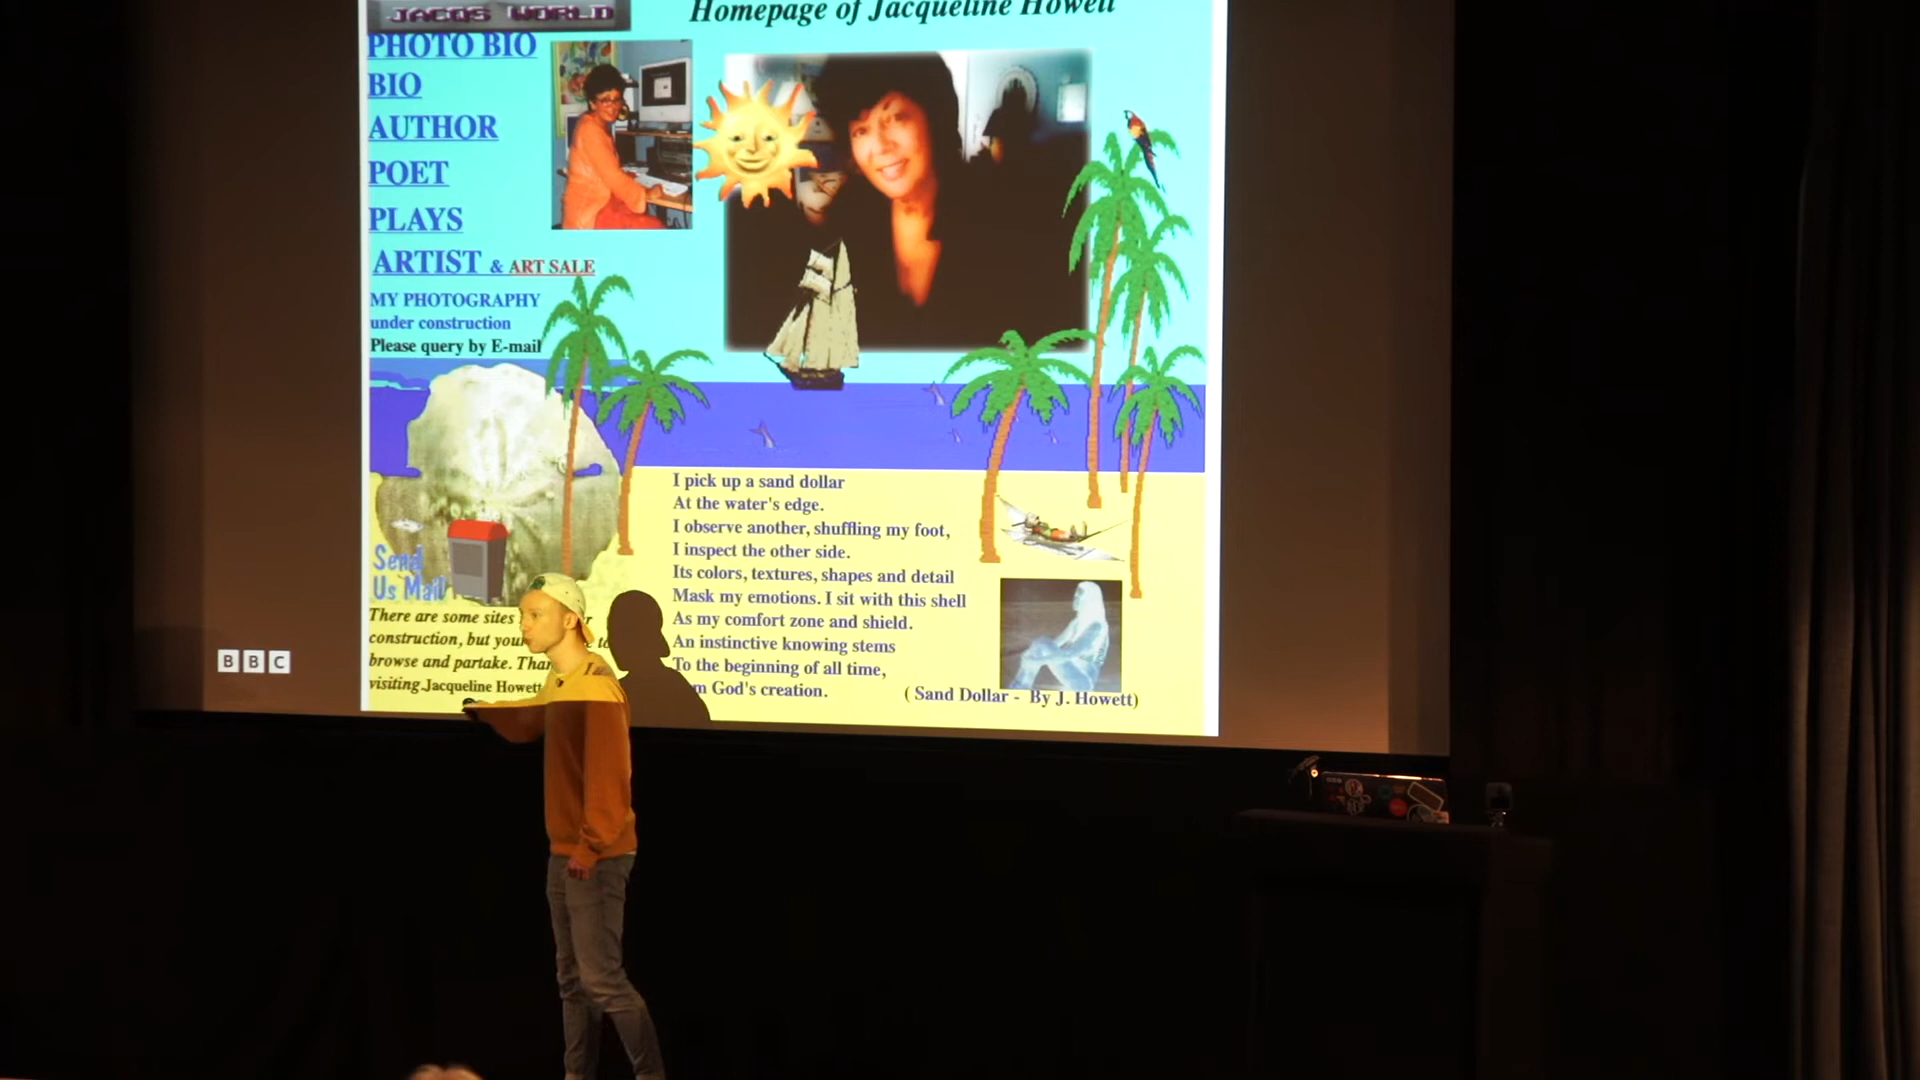 JACQS WORLD
Homepage of Jacqueline Howett
PHOTO BIO
BIO
AUTHOR
POET
PLAYS
ARTIST & ART SALE
MY PHOTOGRAPHY
under construction
Please query by E-mail
Send
Us Mail
There are some sites
construction, but your
browse and partake.
visiting.Jacqueline Howett
I pick up a sand dollar
At the water's edge.
I observe another, shuffling my foot,
I inspect the other side.
Its colors, textures, shapes and detail
Mask my emotions. I sit with this shell
As my comfort zone and shield.
An instinctive knowing stems
To the beginning of all time,
God's creation.
( Sand Dollar - By J. Howett)
BBC